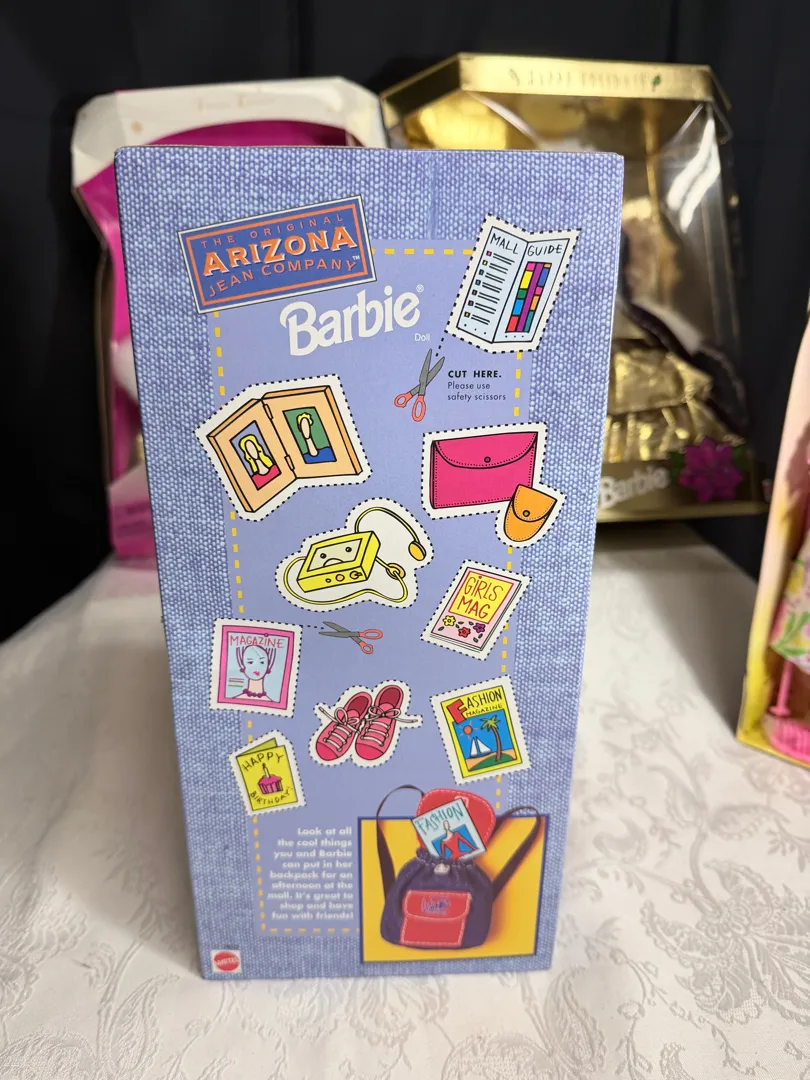 THE ORIGINAL
ARIZONA
JEAN COMPANY™
Barbie®
Doll
MALL GUIDE
CUT HERE.
Please use
safety scissors
GIRLS
MAG
MAGAZINE
FASHION
MAGAZINE
HAPPY
BIRTHDAY
FASHION
Look at all
the cool things
you and Barbie
can put in her
backpack for an
afternoon at the
mall. It's great to
shop and have
fun with friends!
MATTEL
Barbie